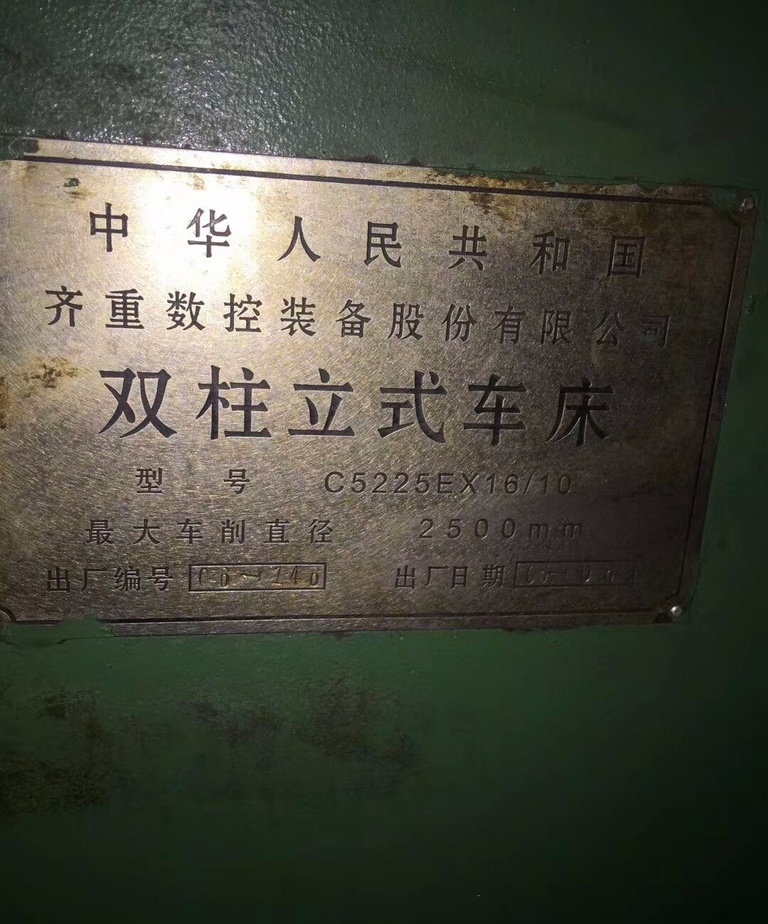 中华人民共和国
齐重数控装备股份有限公司
双柱立式车床
型号 C5225EX16/10
最大车削直径 2500mm
出厂编号 出厂日期